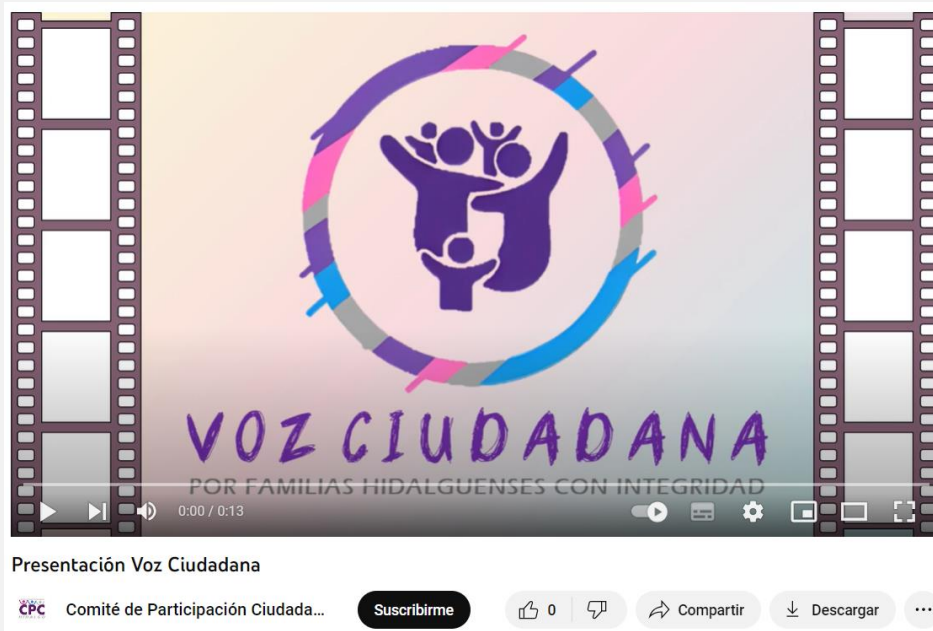 VOZ CIUDADANA
POR FAMILIAS HIDALGUENSES CON INTEGRIDAD
0:00 / 0:13
Presentación Voz Ciudadana
CPC
Comité de Participación Ciudada...
Suscribirme
0
Compartir
Descargar